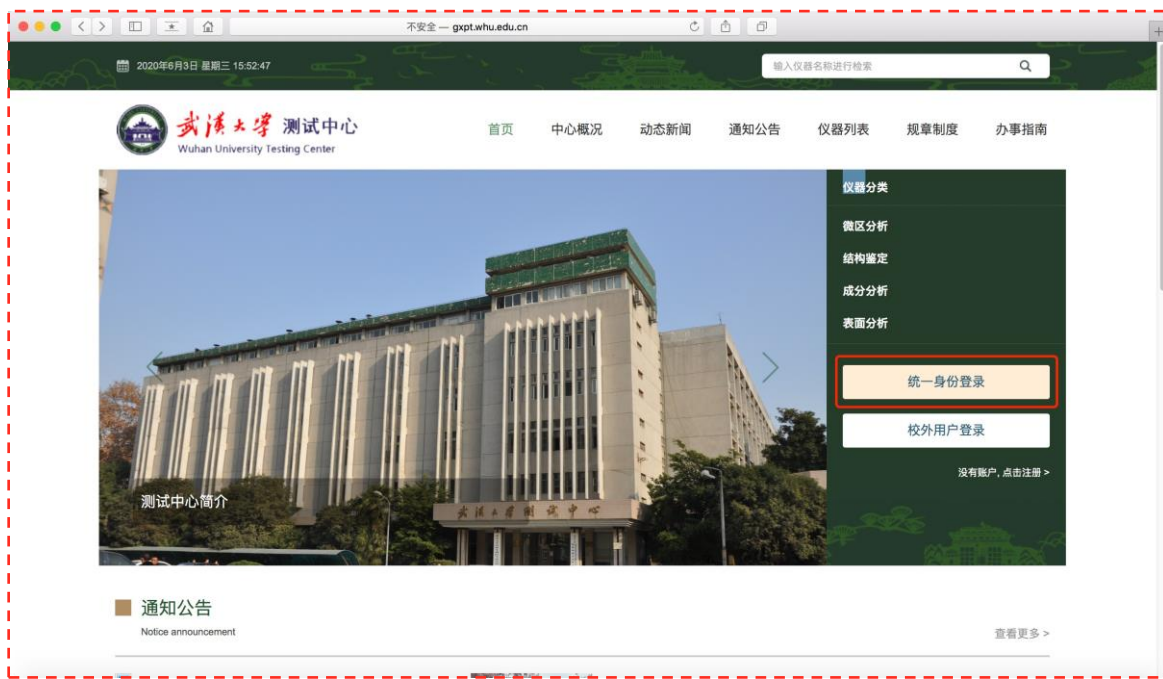 不安全 — gxpt.whu.edu.cn
2020年6月3日 星期三 15:52:47
输入仪器名称进行检索
武汉大学 测试中心
Wuhan University Testing Center
首页 中心概况 动态新闻 通知公告 仪器列表 规章制度 办事指南
仪器分类
微区分析
结构鉴定
成分分析
表面分析
统一身份登录
校外用户登录
没有账户, 点击注册 >
武汉大学测试中心
测试中心简介
通知公告
Notice announcement
查看更多 >